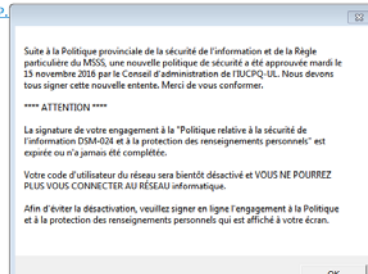 P.
Suite à la Politique provinciale de la sécurité de l'information et de la Règle
particulière du MSSS, une nouvelle politique de sécurité a été approuvée mardi le
15 novembre 2016 par le Conseil d'administration de l'IUCPQ-UL. Nous devons
tous signer cette nouvelle entente. Merci de vous conformer.
**** ATTENTION ****
La signature de votre engagement à la "Politique relative à la sécurité de
l'information DSM-024 et à la protection des renseignements personnels" est
expirée ou n'a jamais été complétée.
Votre code d'utilisateur du réseau sera bientôt désactivé et VOUS NE POURREZ
PLUS VOUS CONNECTER AU RÉSEAU informatique.
Afin d'éviter la désactivation, veuillez signer en ligne l'engagement à la Politique
et à la protection des renseignements personnels qui est affiché à votre écran.
OK